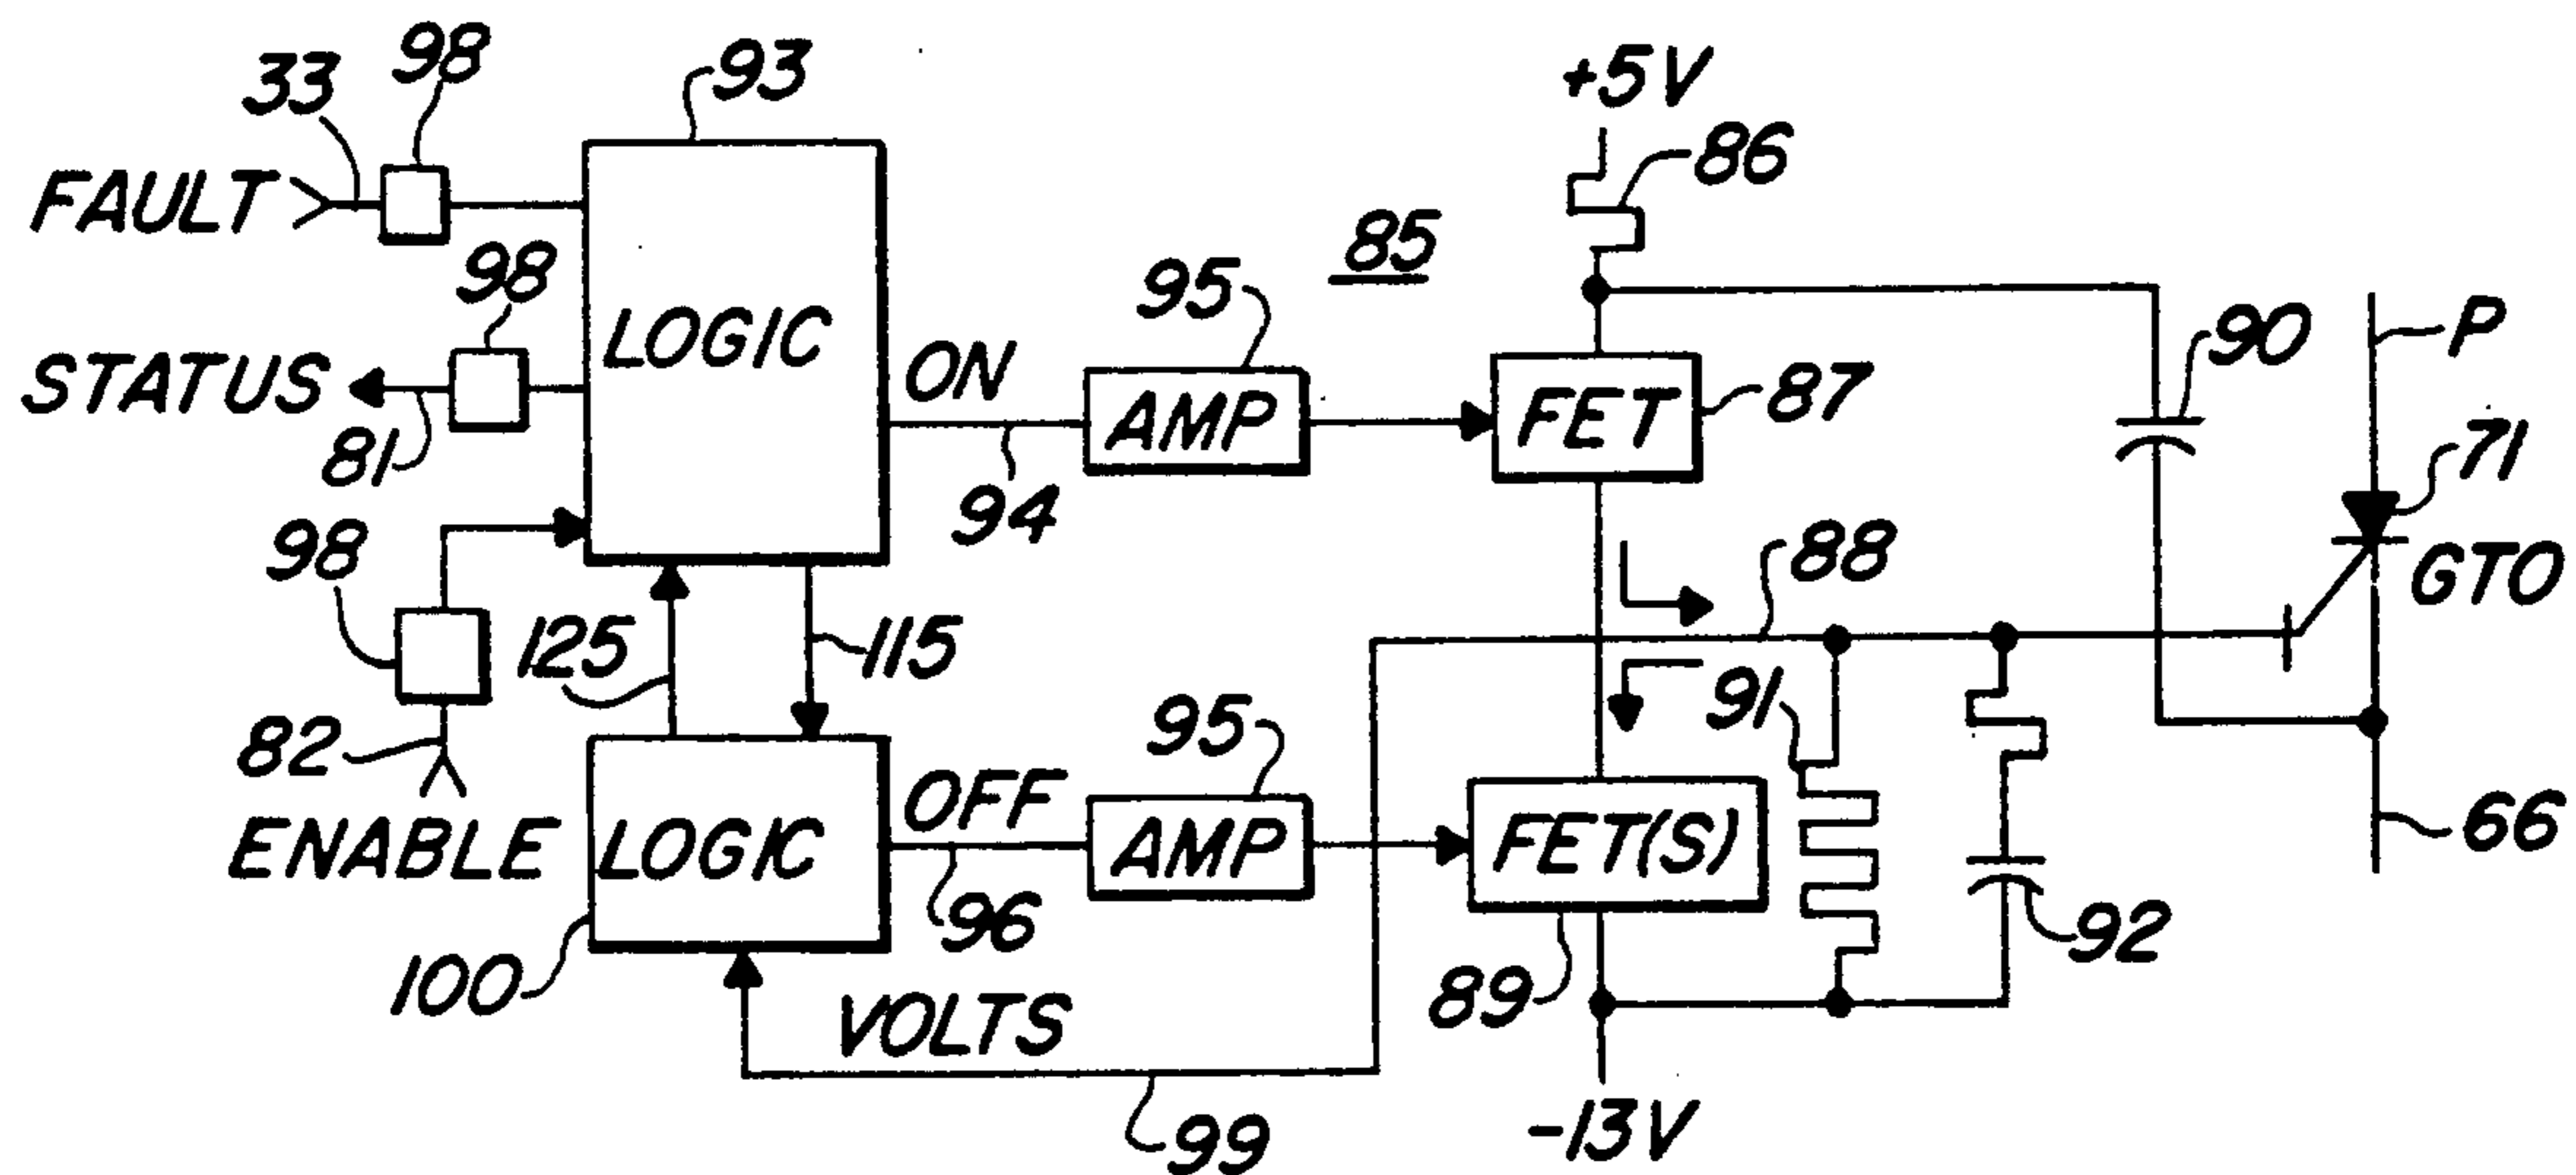 98
93
33
+5V
86
FAULT
85
98
95
90
P
LOGIC
STATUS
ON
AMP
FET
87
71
81
94
98
88
GTO
125
115
91
95
82
OFF
66
ENABLE
LOGIC
AMP
FET(S)
96
92
100
VOLTS
89
-13V
99